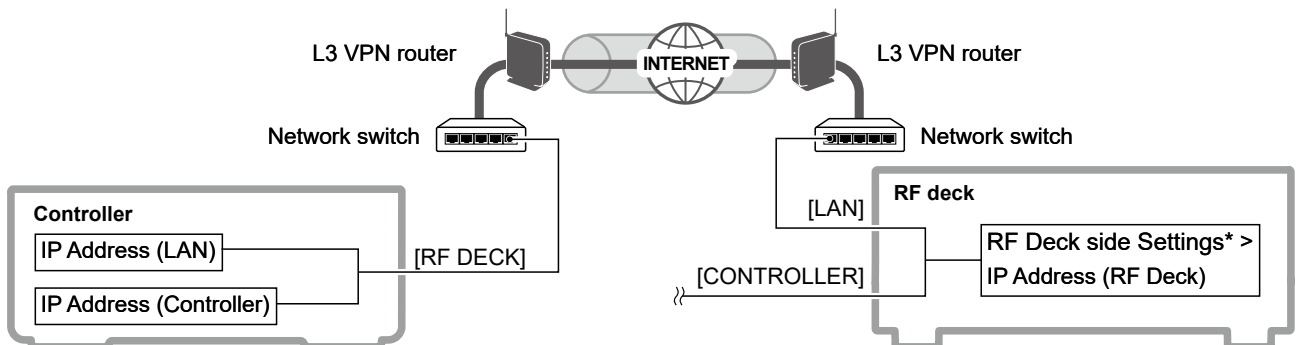 L3 VPN router
INTERNET
L3 VPN router
Network switch
Network switch
Controller
IP Address (LAN)
IP Address (Controller)
[RF DECK]
[LAN]
[CONTROLLER]
RF deck
RF Deck side Settings* >
IP Address (RF Deck)